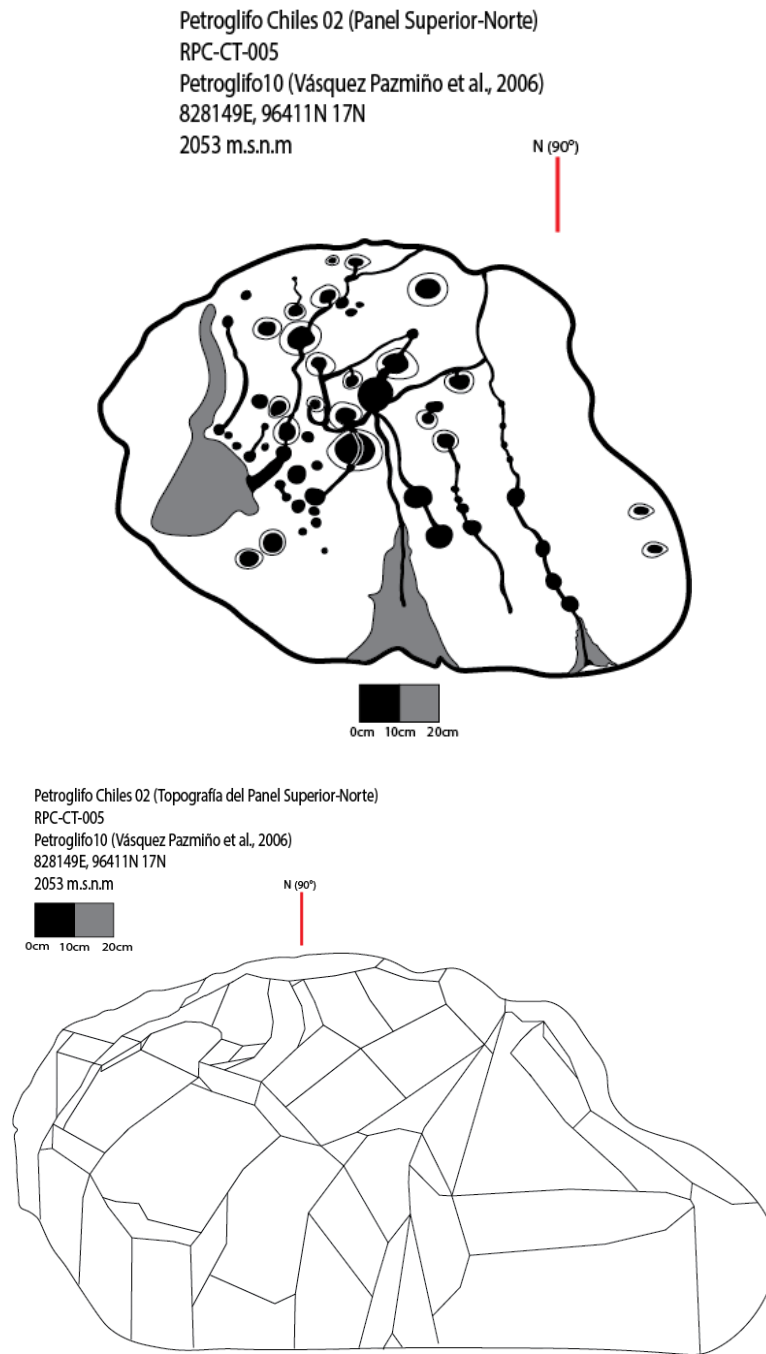 Petroglifo Chiles 02 (Panel Superior-Norte)
RPC-CT-005
Petroglifo10 (Vásquez Pazmiño et al., 2006)
828149E, 96411N 17N
2053 m.s.n.m
N (90°)
0cm 10cm 20cm
Petroglifo Chiles 02 (Topografía del Panel Superior-Norte)
RPC-CT-005
Petroglifo10 (Vásquez Pazmiño et al., 2006)
828149E, 96411N 17N
2053 m.s.n.m
N (90°)
0cm 10cm 20cm